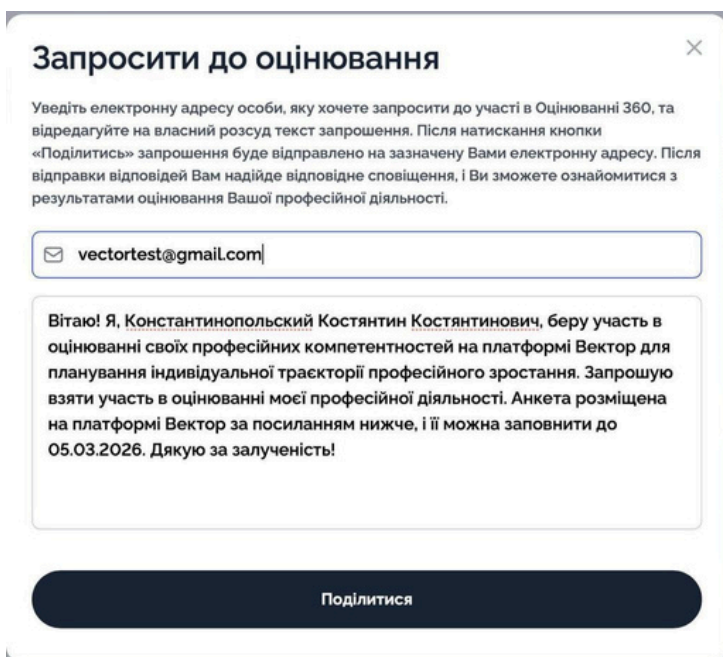 Запросити до оцінювання
Уведіть електронну адресу особи, яку хочете запросити до участі в Оцінюванні 360, та
відредагуйте на власний розсуд текст запрошення. Після натискання кнопки
«Поділитись» запрошення буде відправлено на зазначену Вами електронну адресу. Після
відправки відповідей Вам надійде відповідне сповіщення, і Ви зможете ознайомитися з
результатами оцінювання Вашої професійної діяльності.
vectortest@gmail.com
Вітаю! Я, Константинопольский Костянтин Костянтинович, беру участь в
оцінюванні своїх професійних компетентностей на платформі Вектор для
планування індивідуальної траєкторії професійного зростання. Запрошую
взяти участь в оцінюванні моєї професійної діяльності. Анкета розміщена
на платформі Вектор за посиланням нижче, і її можна заповнити до
05.03.2026. Дякую за залученість!
Поділитися